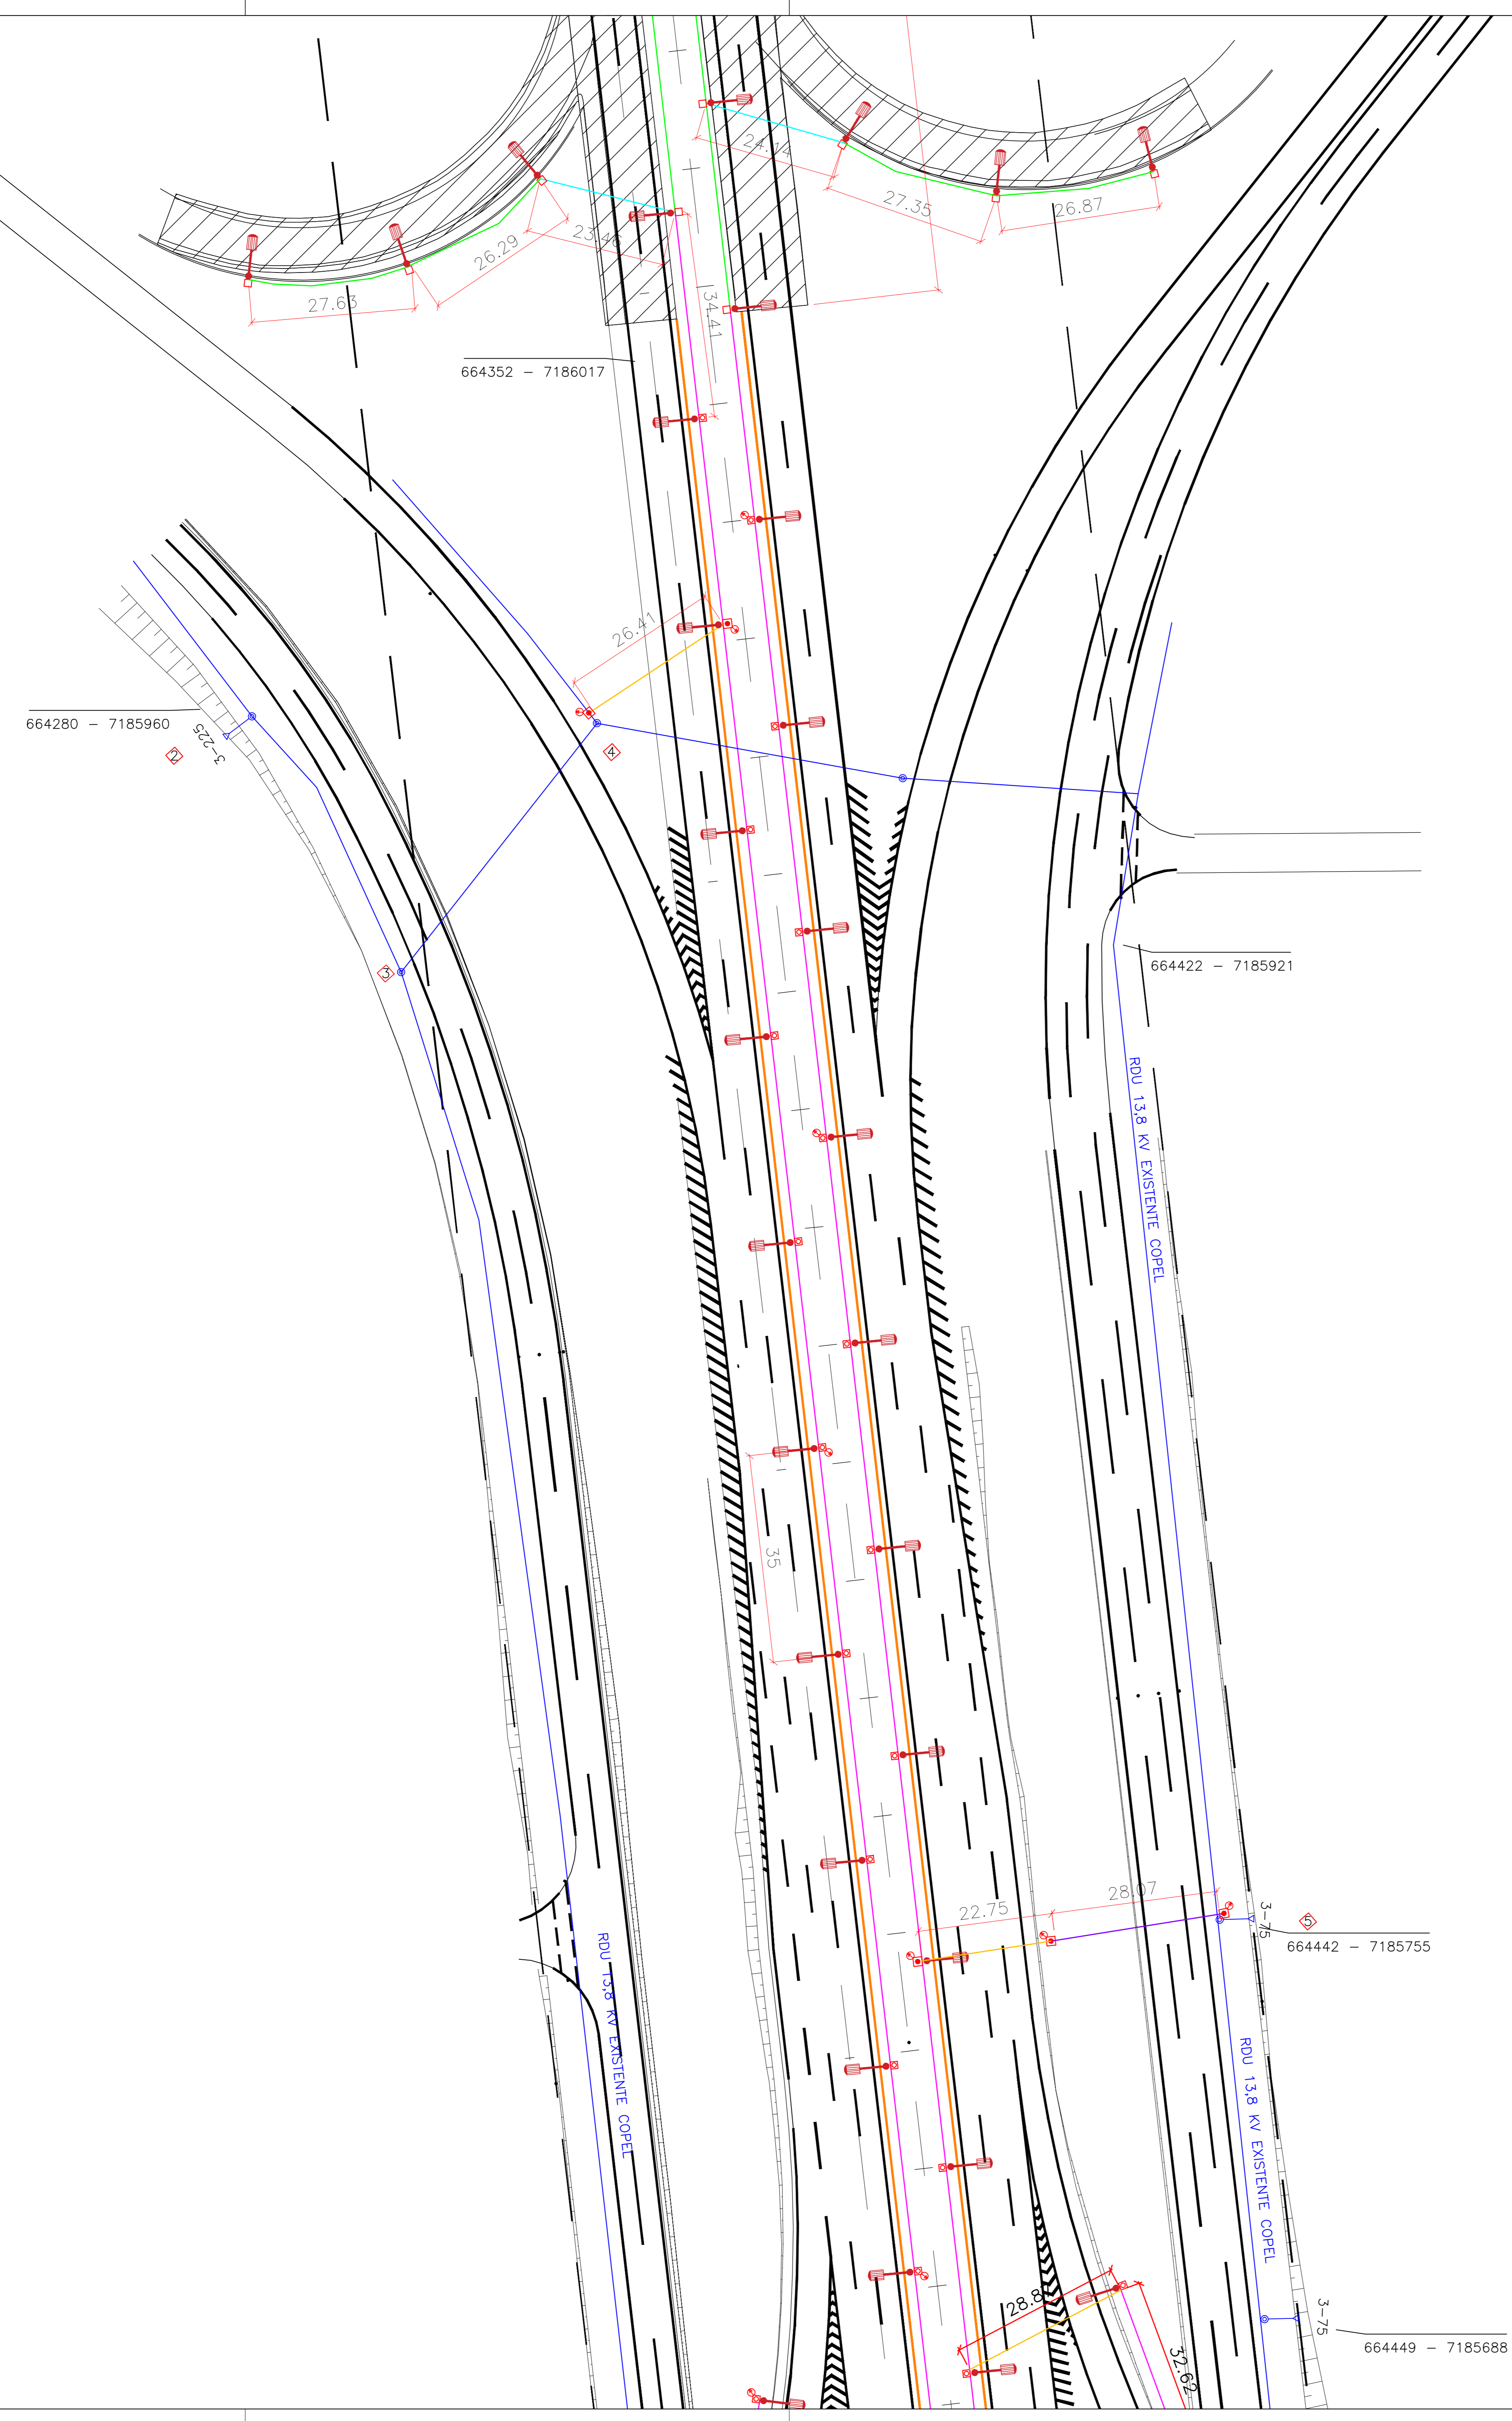 24.14
27.35
26.87
23.46
26.29
27.63
34.41
664352 – 7186017
26.41
664280 – 7185960
3-225
2
4
3
664422 – 7185921
RDU 13,8 KV EXISTENTE COPEL
35
28.07
22.75
3-75
5
664442 – 7185755
RDU 13,8 KV EXISTENTE COPEL
RDU 13,8 KV EXISTENTE COPEL
3-75
32.62
664449 – 7185688